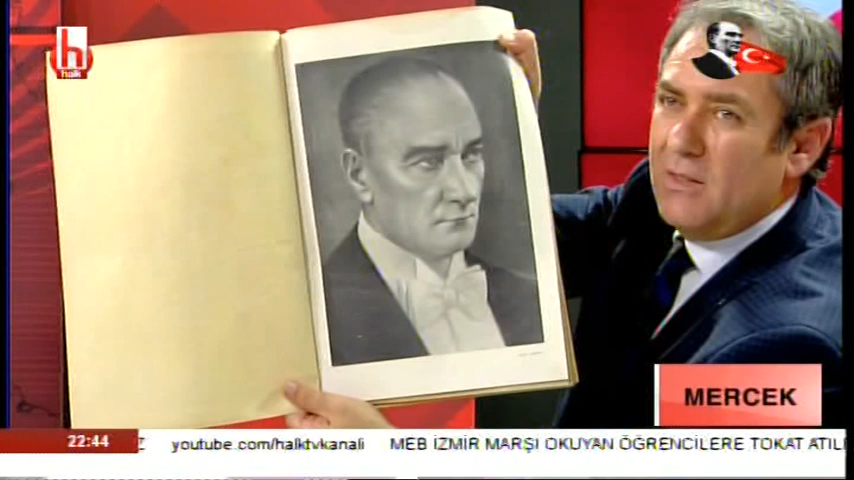 halk
MERCEK
22:44
Z youtube.com/halktvkanali MEB İZMİR MARŞI OKUYAN ÖĞRENCİLERE TOKAT ATIL